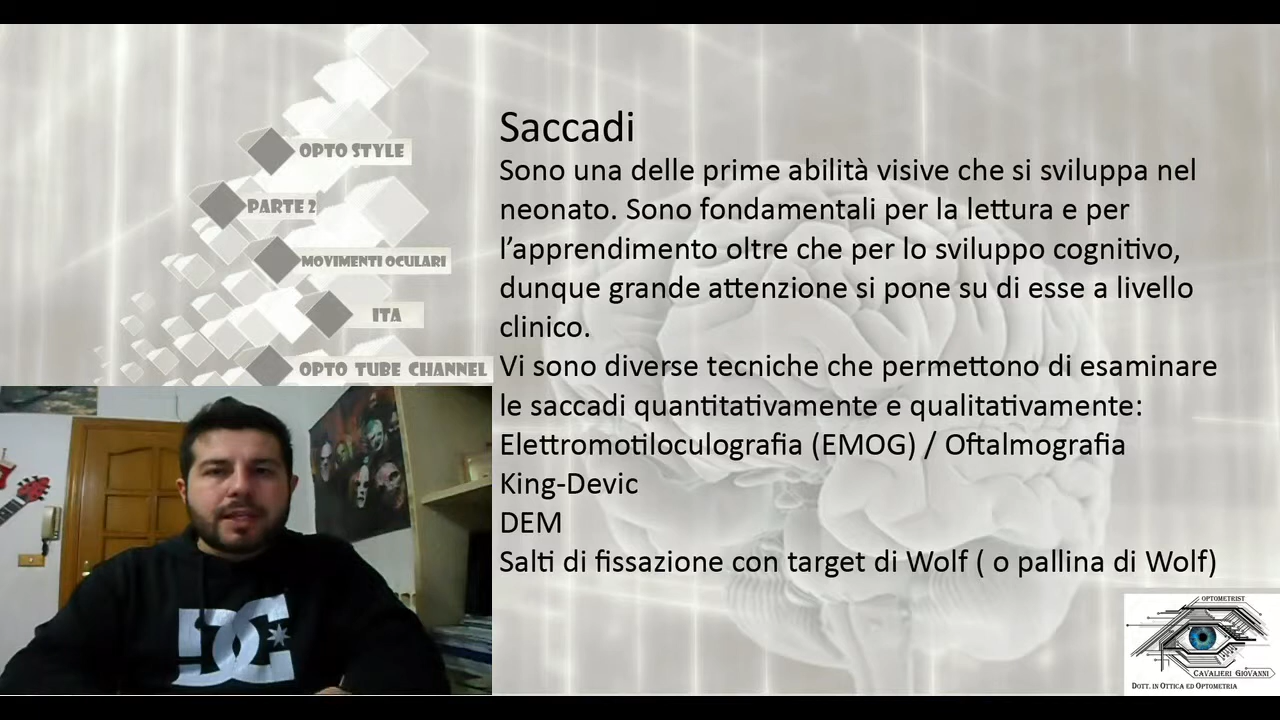 OPTO STYLE
PARTE 2
MOVIMENTI OCULARI
ITA
OPTO TUBE CHANNEL
Saccadi
Sono una delle prime abilità visive che si sviluppa nel
neonato. Sono fondamentali per la lettura e per
l’apprendimento oltre che per lo sviluppo cognitivo,
dunque grande attenzione si pone su di esse a livello
clinico.
Vi sono diverse tecniche che permettono di esaminare
le saccadi quantitativamente e qualitativamente:
Elettromotiloculografia (EMOG) / Oftalmografia
King-Devic
DEM
Salti di fissazione con target di Wolf ( o pallina di Wolf)
DC
OPTOMETRIST
CAVALIERI GIOVANNI
DOTT. IN OTTICA ED OPTOMETRIA